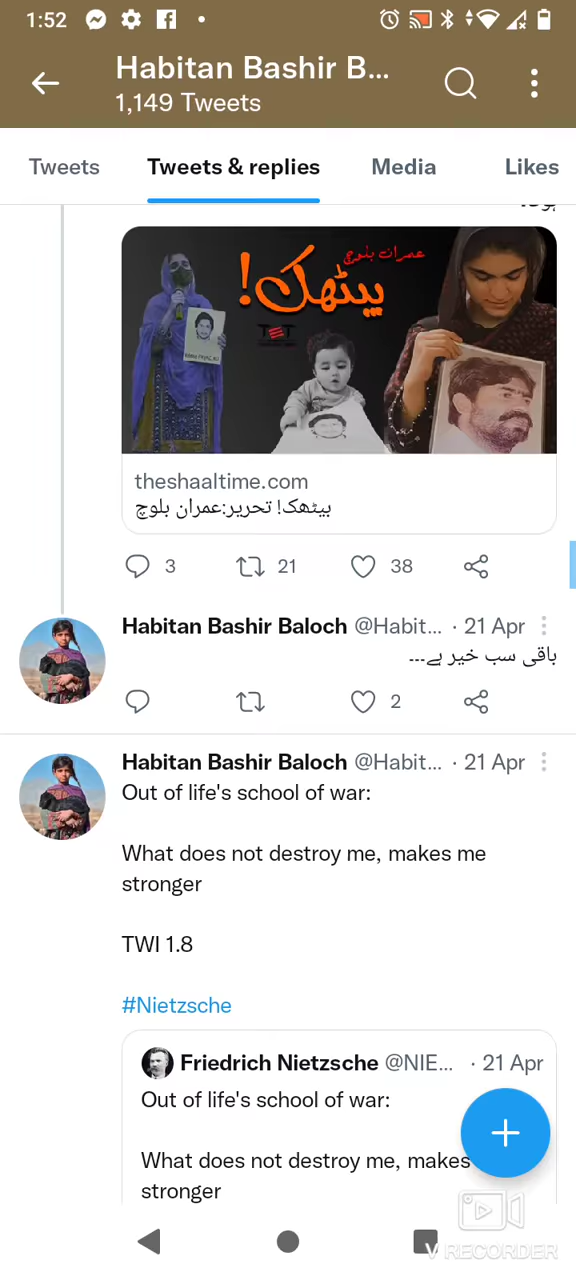 1:52
Habitan Bashir B...
1,149 Tweets
Tweets
Tweets & replies
Media
Likes
عمران بلوچ
بیٹھک!
theshaaltime.com
بیٹھک! تحریر:عمران بلوچ
3
21
38
Habitan Bashir Baloch @Habit... · 21 Apr
باقی سب خیر ہے---
2
Habitan Bashir Baloch @Habit... · 21 Apr
Out of life's school of war:
What does not destroy me, makes me
stronger
TWI 1.8
#Nietzsche
Friedrich Nietzsche @NIE... · 21 Apr
Out of life's school of war:
What does not destroy me, makes
stronger
V RECORDER